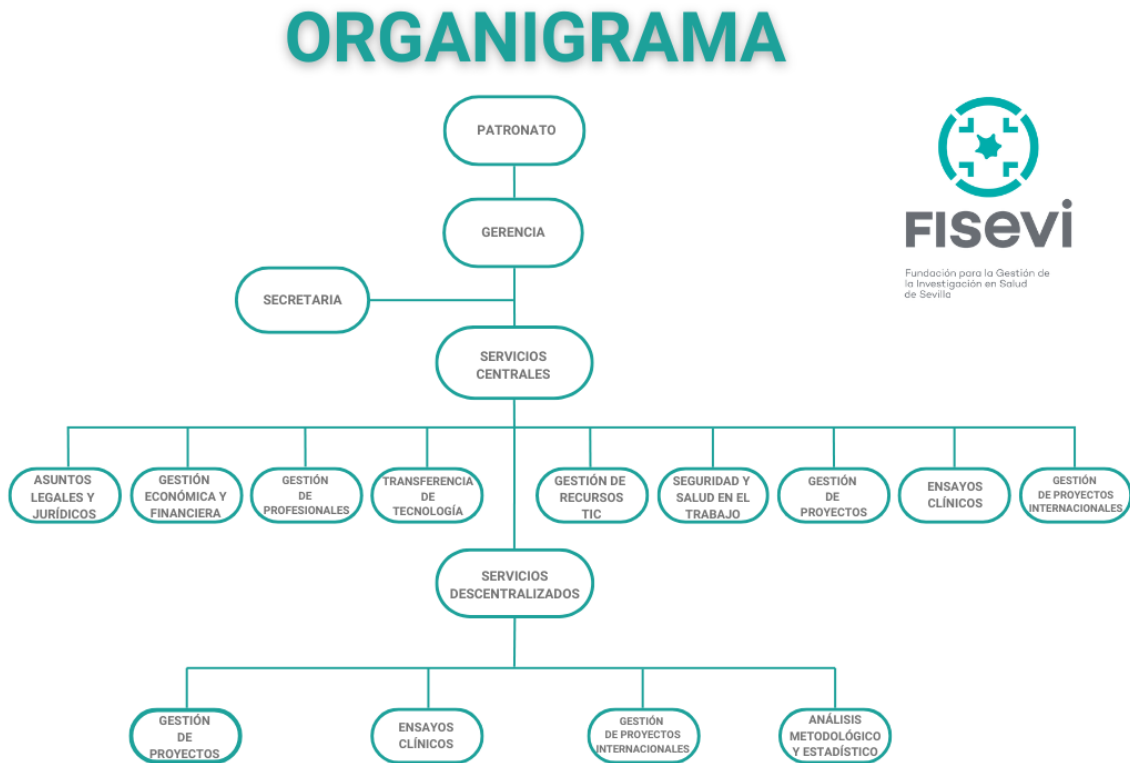 ORGANIGRAMA
PATRONATO
GERENCIA
FISevi
Fundación para la Gestión de
la Investigación en Salud
de Sevilla
SECRETARIA
SERVICIOS
CENTRALES
ASUNTOS
LEGALES Y
JURÍDICOS
GESTIÓN
ECONÓMICA Y
FINANCIERA
GESTIÓN
DE
PROFESIONALES
TRANSFERENCIA
DE
TECNOLOGÍA
GESTIÓN DE
RECURSOS
TIC
SEGURIDAD Y
SALUD EN EL
TRABAJO
GESTIÓN
DE
PROYECTOS
ENSAYOS
CLÍNICOS
GESTIÓN
DE PROYECTOS
INTERNACIONALES
SERVICIOS
DESCENTRALIZADOS
GESTIÓN
DE
PROYECTOS
ENSAYOS
CLÍNICOS
GESTIÓN
DE PROYECTOS
INTERNACIONALES
ANÁLISIS
METODOLÓGICO
Y ESTADÍSTICO